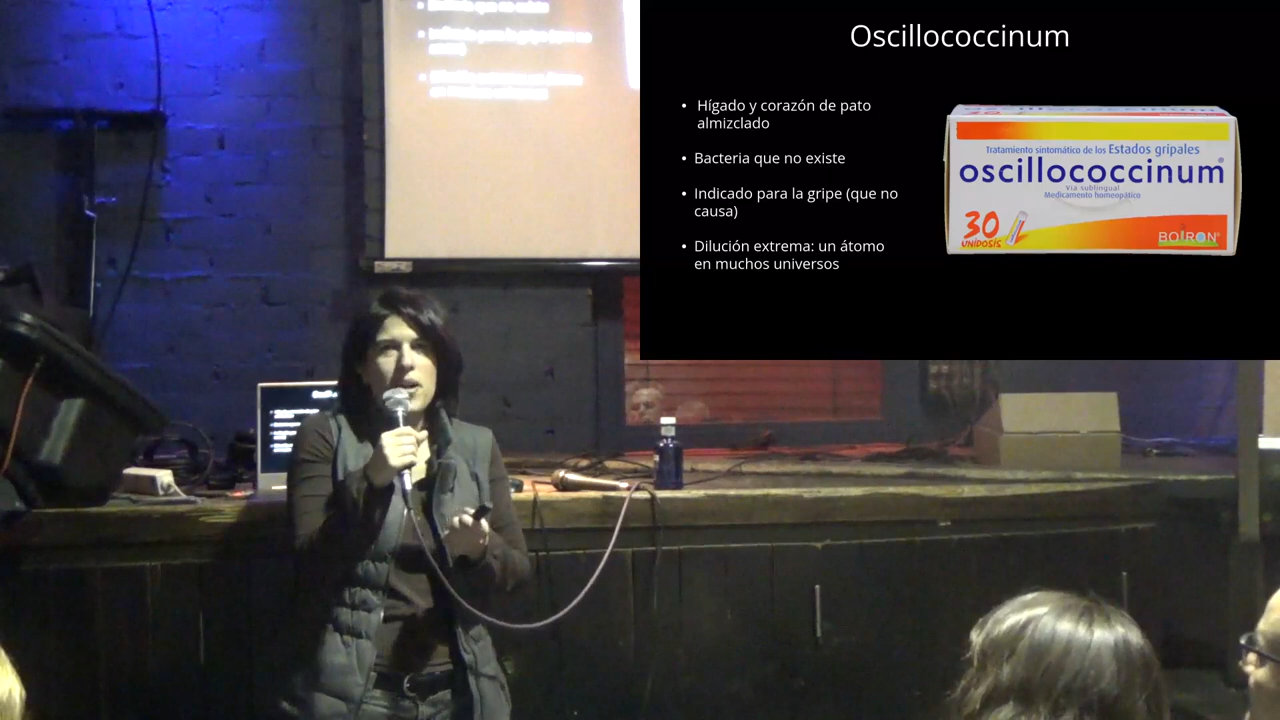 Oscillococcinum
• Hígado y corazón de pato
almizclado
• Bacteria que no existe
• Indicado para la gripe (que no
causa)
• Dilución extrema: un átomo
en muchos universos
Tratamiento sintomático de los Estados gripales
oscillococcinum®
Vía sublingual
Medicamento homeopático
30
UNIDOSIS
BOIRON